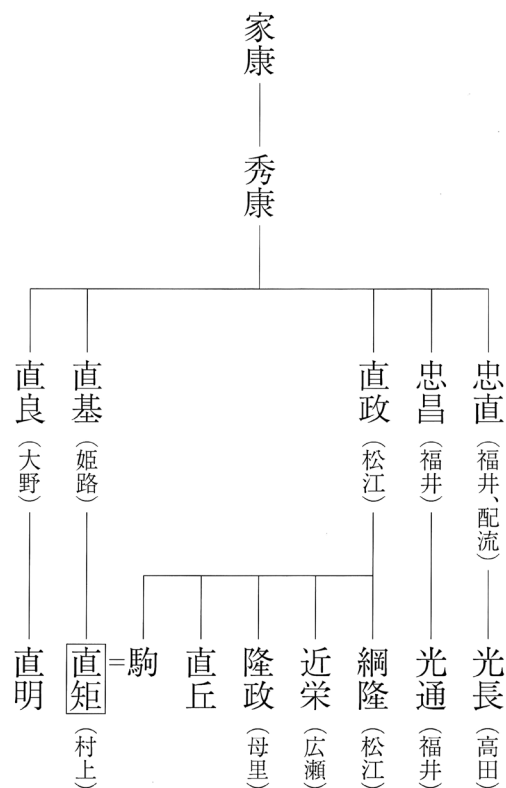 家康
秀康
忠直（福井、配流）
忠昌（福井）
直政（松江）
直基（姫路）
直良（大野）
光長（高田）
光通（福井）
綱隆（松江）
近栄（広瀬）
隆政（母里）
直丘
駒
=
直矩（村上）
直明